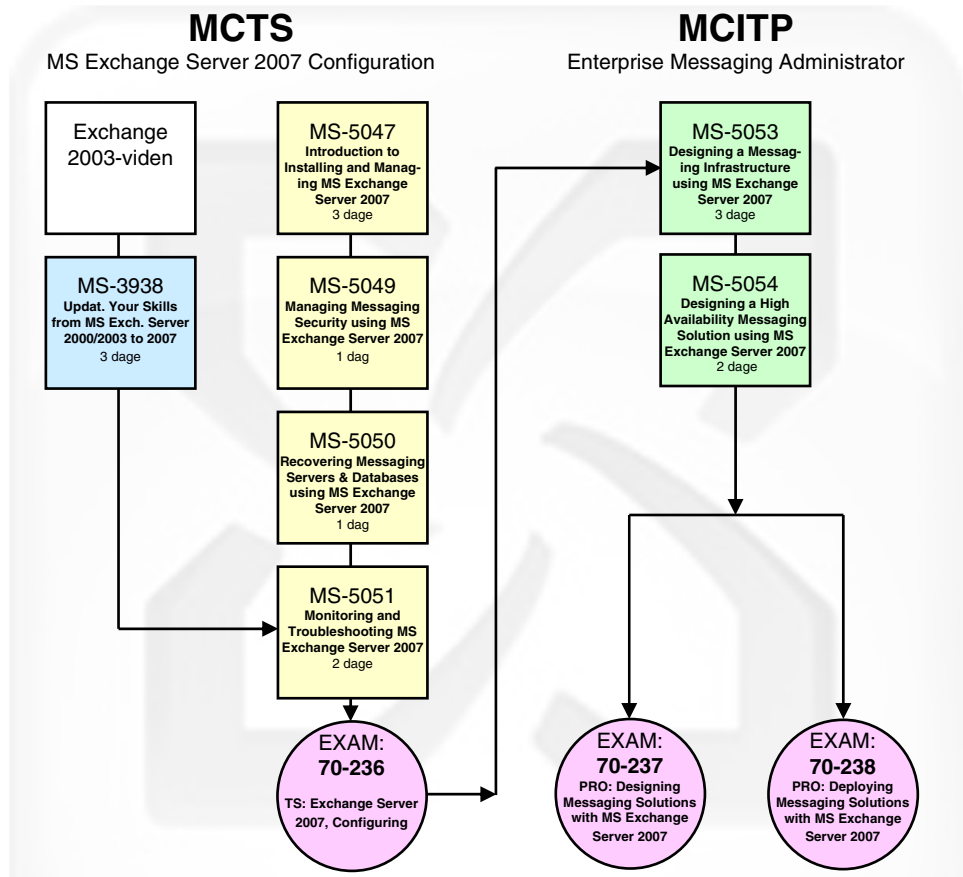 MCTS
MS Exchange Server 2007 Configuration
Exchange
2003-viden
MS-3938
Updat. Your Skills
from MS Exch. Server
2000/2003 to 2007
3 dage
MS-5047
Introduction to
Installing and Manag-
ing MS Exchange
Server 2007
3 dage
MS-5049
Managing Messaging
Security using MS
Exchange Server 2007
1 dag
MS-5050
Recovering Messaging
Servers & Databases
using MS Exchange
Server 2007
1 dag
MS-5051
Monitoring and
Troubleshooting MS
Exchange Server 2007
2 dage
EXAM:
70-236
TS: Exchange Server
2007, Configuring
MCITP
Enterprise Messaging Administrator
MS-5053
Designing a Messag-
ing Infrastructure
using MS Exchange
Server 2007
3 dage
MS-5054
Designing a High
Availability Messaging
Solution using MS
Exchange Server 2007
2 dage
EXAM:
70-237
PRO: Designing
Messaging Solutions
with MS Exchange
Server 2007
EXAM:
70-238
PRO: Deploying
Messaging Solutions
with MS Exchange
Server 2007